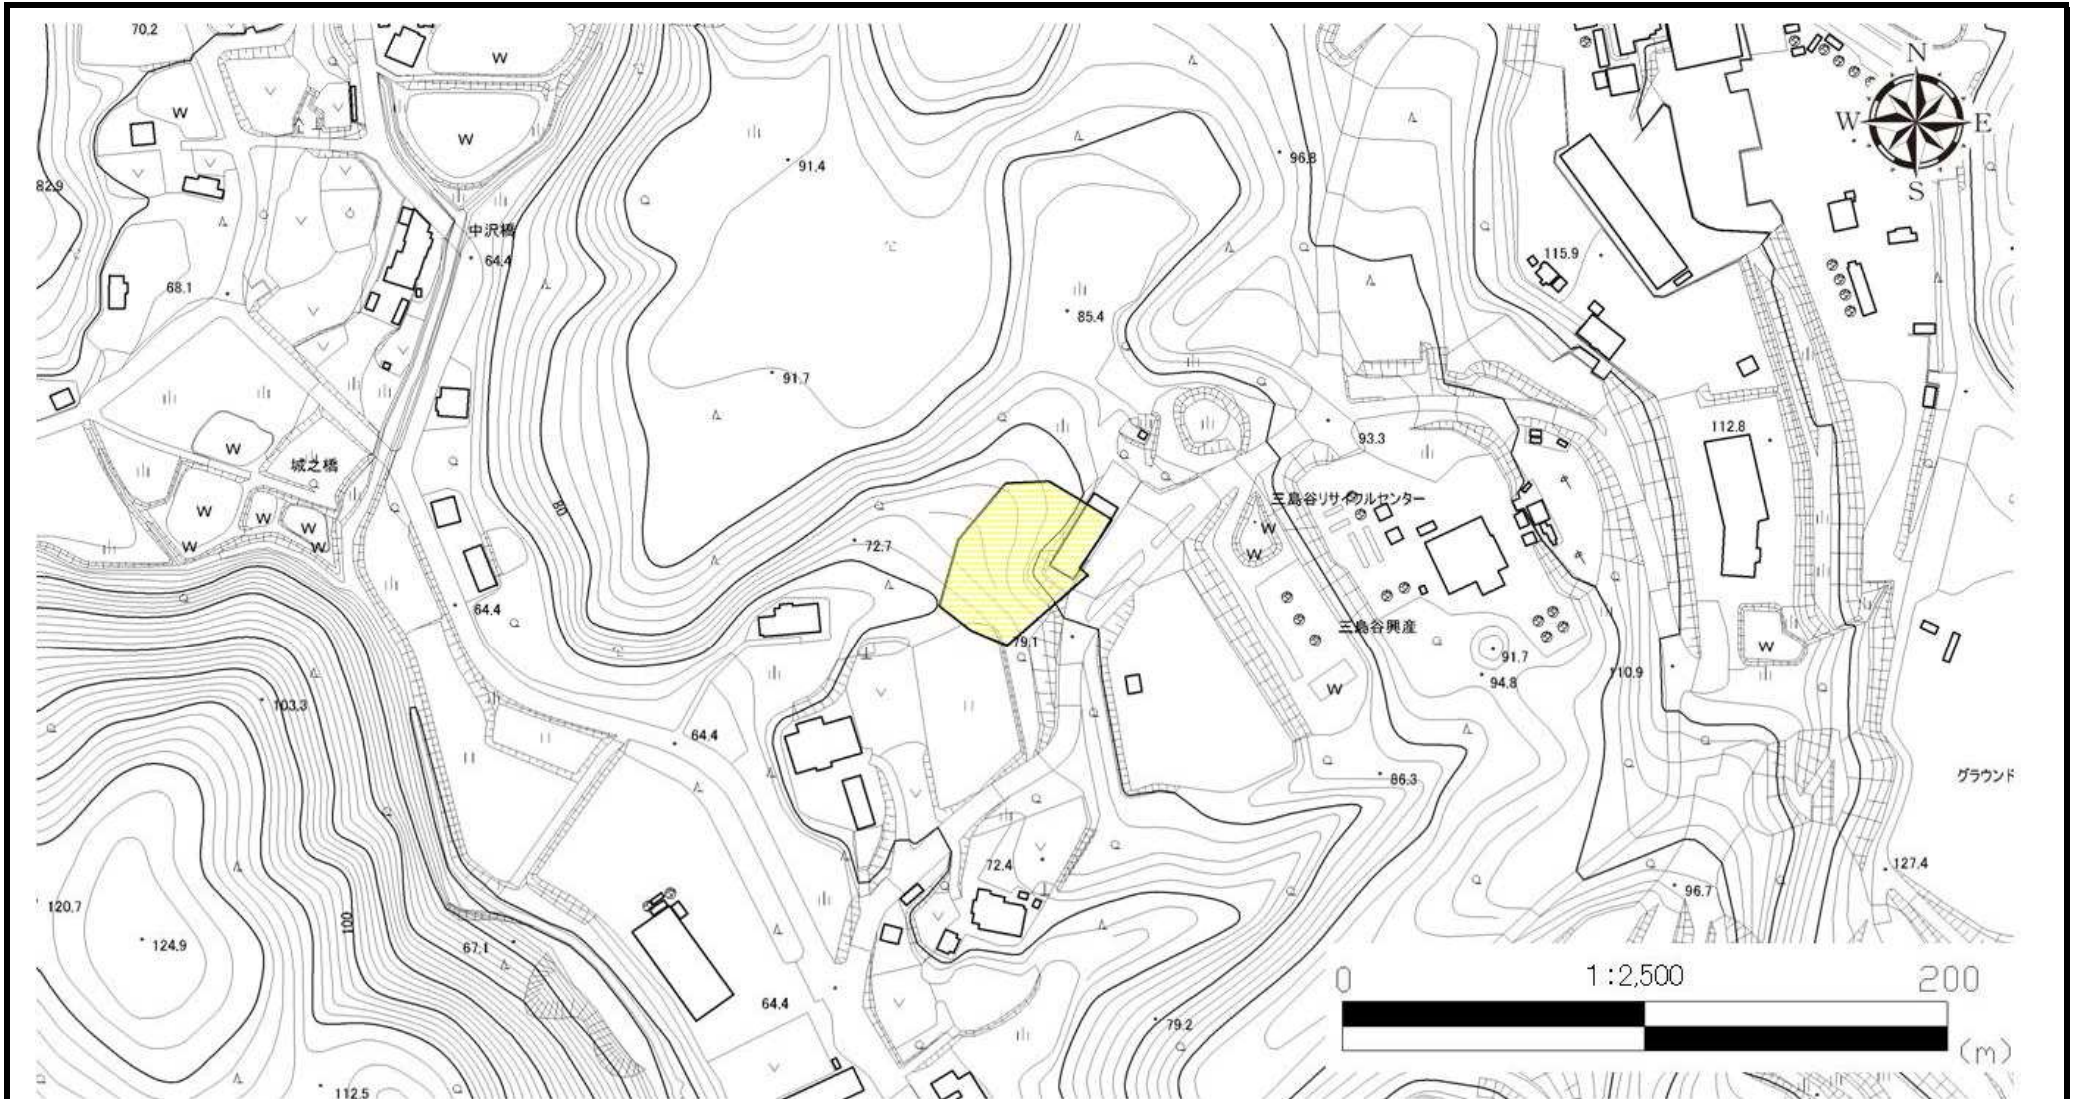 70.2
W
W
N
W
W
E
S
82.9
91.4
96.8
中沢橋
64.4
115.9
68.1
85.4
91.7
112.8
93.3
W
城之橋
三島谷リサイクルセンター
80
W
W
W
W
W
W
W
72.7
64.4
三島谷興産
79.1
91.7
W
94.8
110.9
W
103.3
64.4
86.3
グラウンド
72.4
127.4
96.7
120.7
100
124.9
67.1
64.4
79.2
112.5
0
1:2,500
200
(m)